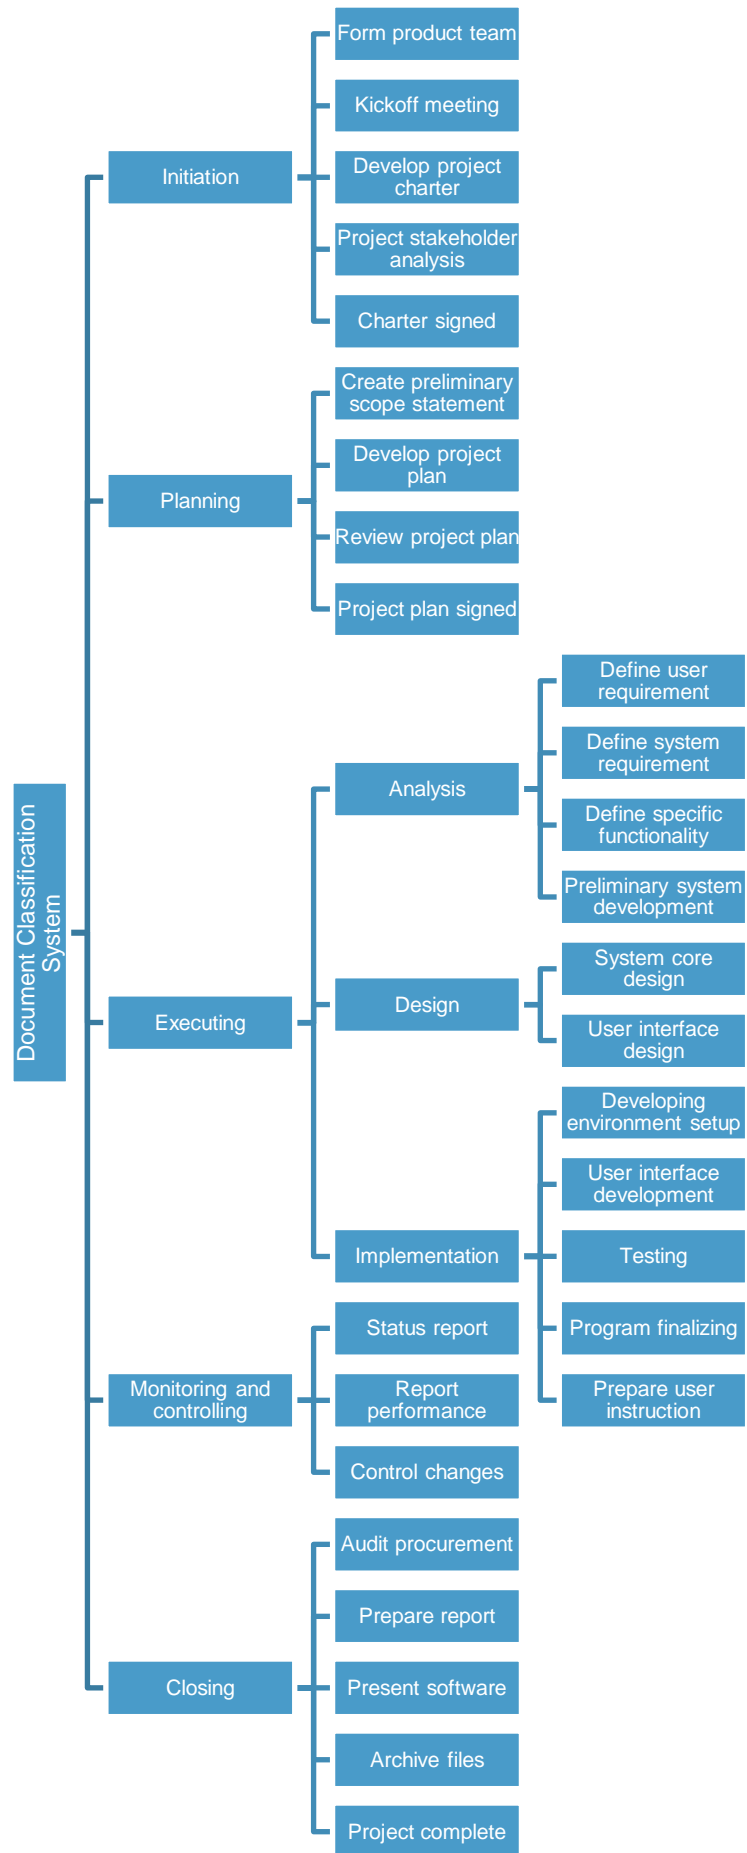 Document Classification
System
Initiation
Form product team
Kickoff meeting
Develop project
charter
Project stakeholder
analysis
Charter signed
Planning
Create preliminary
scope statement
Develop project
plan
Review project plan
Project plan signed
Executing
Analysis
Define user
requirement
Define system
requirement
Define specific
functionality
Preliminary system
development
Design
System core
design
User interface
design
Implementation
Developing
environment setup
User interface
development
Testing
Program finalizing
Prepare user
instruction
Monitoring and
controlling
Status report
Report
performance
Control changes
Closing
Audit procurement
Prepare report
Present software
Archive files
Project complete